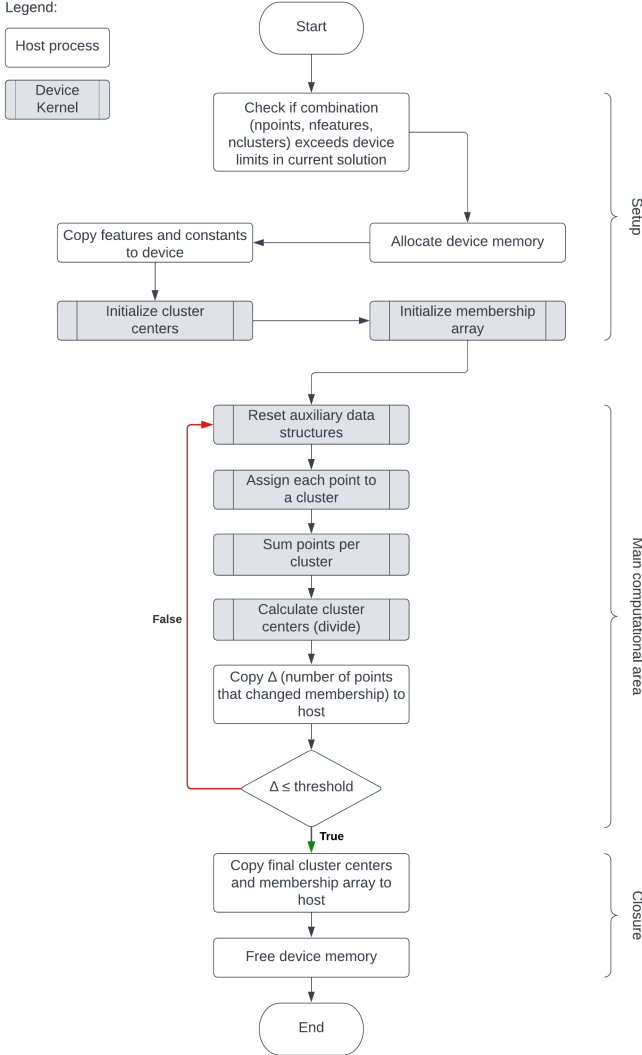 Legend:
Host process
Device
Kernel
Start
Check if combination
(npoints, nfeatures,
nclusters) exceeds device
limits in current solution
Setup
Copy features and constants
to device
Allocate device memory
Initialize cluster
centers
Initialize membership
array
Reset auxiliary data
structures
Assign each point to
a cluster
Sum points per
cluster
Main computational area
Calculate cluster
centers (divide)
False
Copy Δ (number of points
that changed membership) to
host
Δ ≤ threshold
True
Copy final cluster centers
and membership array to
host
Closure
Free device memory
End